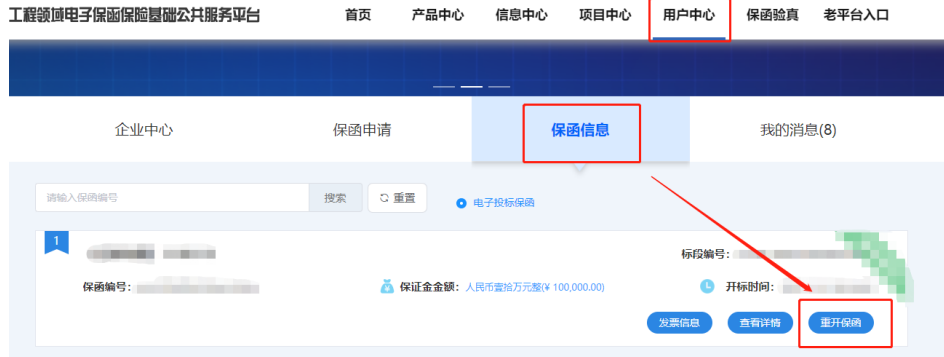 工程领域电子保函保险基础公共服务平台 首页 产品中心 信息中心 项目中心 用户中心 保函验真 老平台入口
企业中心 保函申请 保函信息 我的消息(8)
请输入保函编号 搜索 重置 电子投标保函
1
标段编号：
保函编号： 保证金金额：人民币壹拾万元整(¥ 100,000.00) 开标时间：
发票信息 查看详情 重开保函